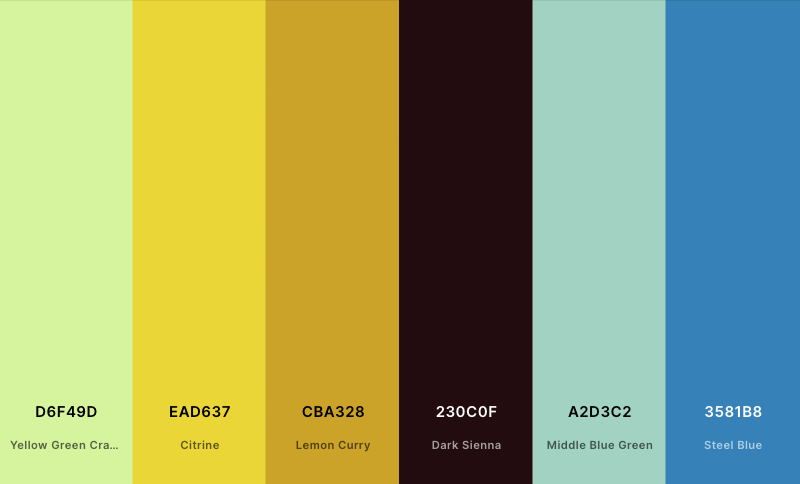 D6F49D
Yellow Green Cra...
EAD637
Citrine
CBA328
Lemon Curry
230C0F
Dark Sienna
A2D3C2
Middle Blue Green
3581B8
Steel Blue